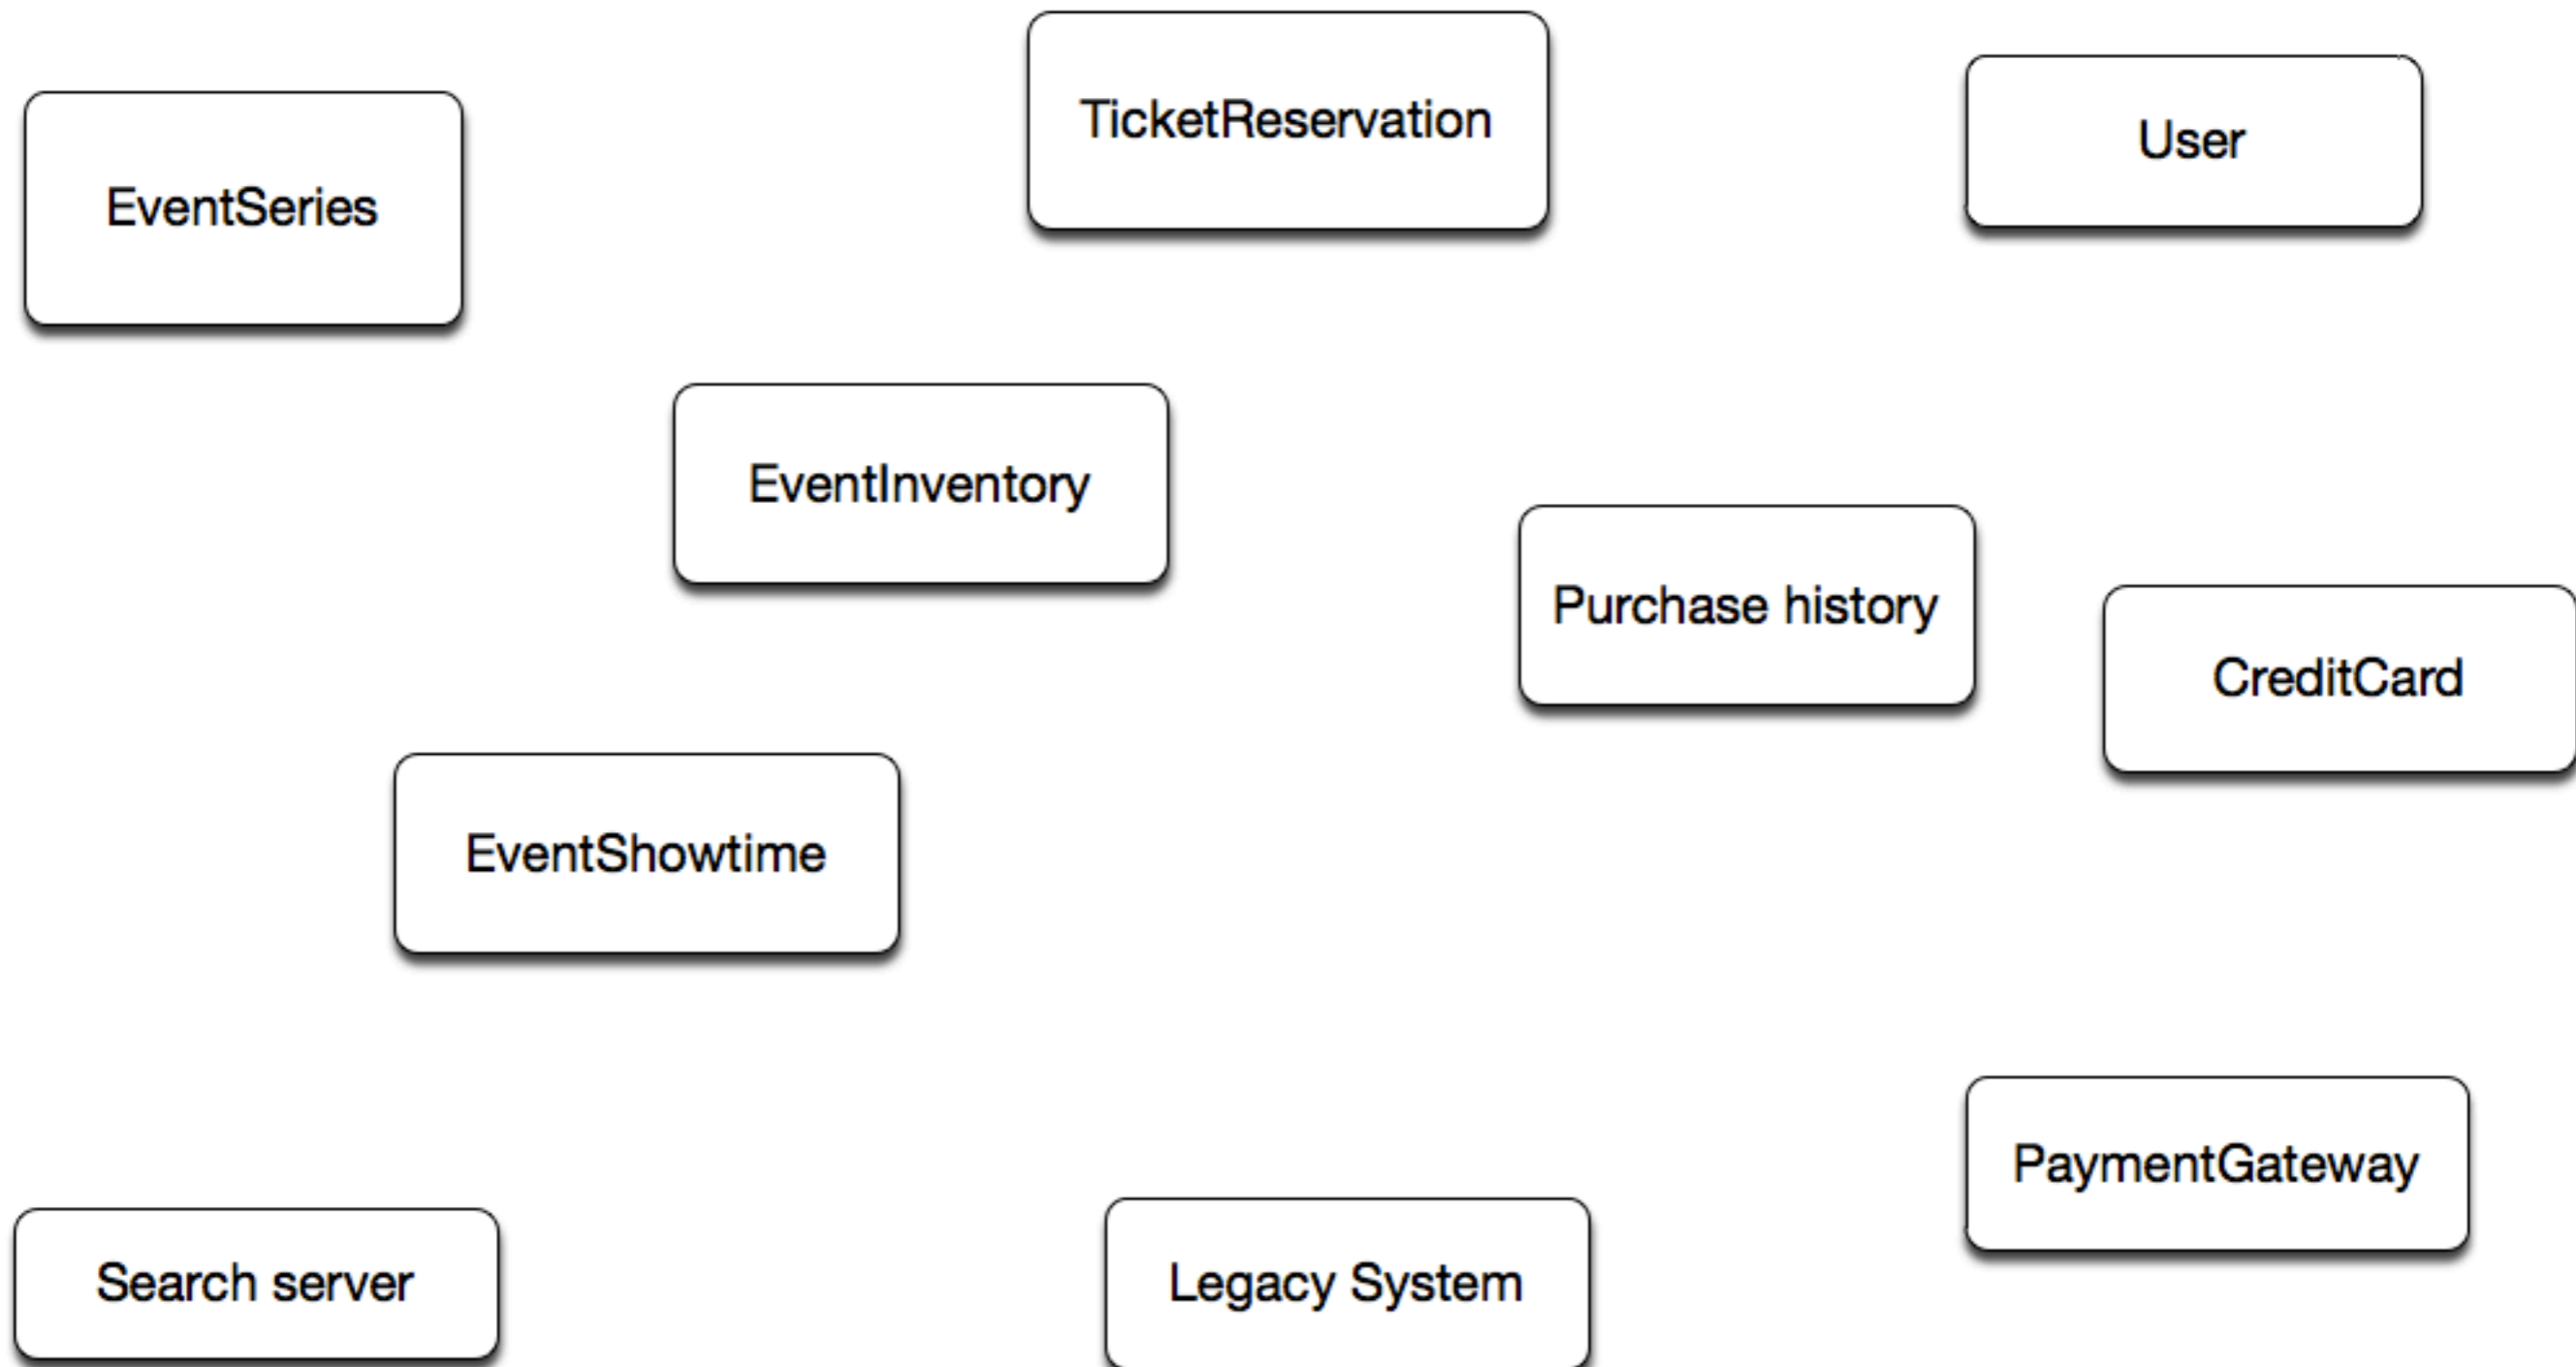 TicketReservation
User
EventSeries
EventInventory
Purchase history
CreditCard
EventShowtime
PaymentGateway
Search server
Legacy System